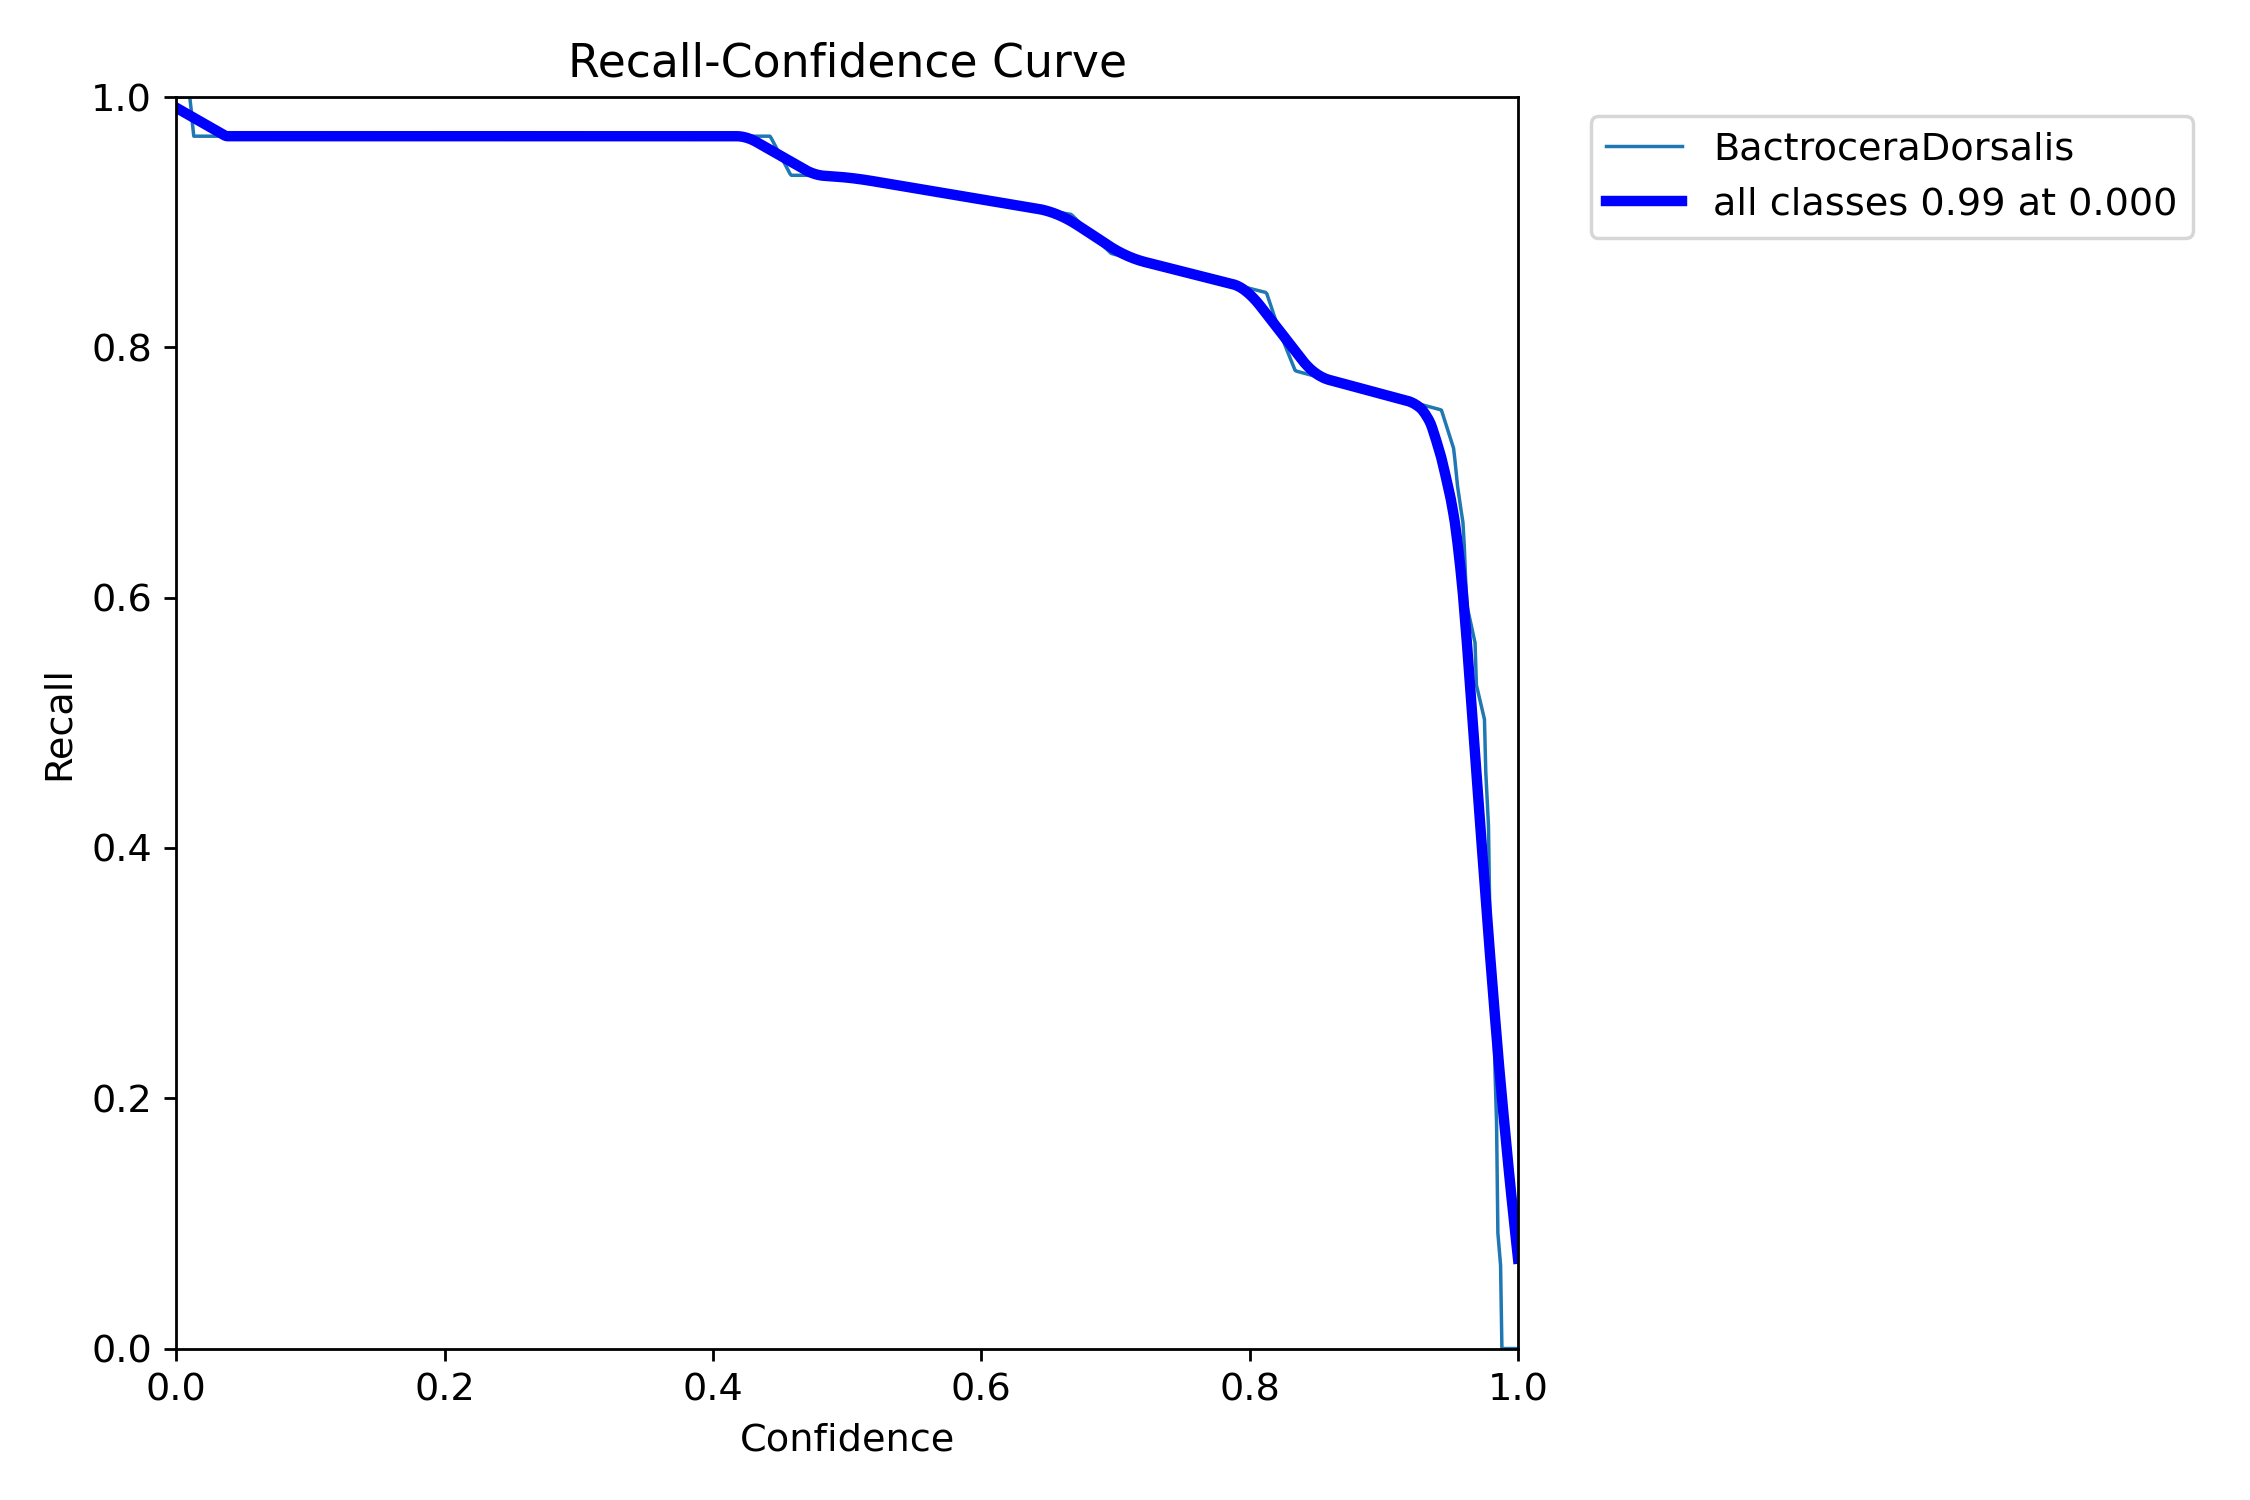 Recall-Confidence Curve
BactroceraDorsalis
all classes 0.99 at 0.000
1.0
0.8
0.6
0.4
0.2
0.0
Recall
0.0 0.2 0.4 0.6 0.8 1.0
Confidence